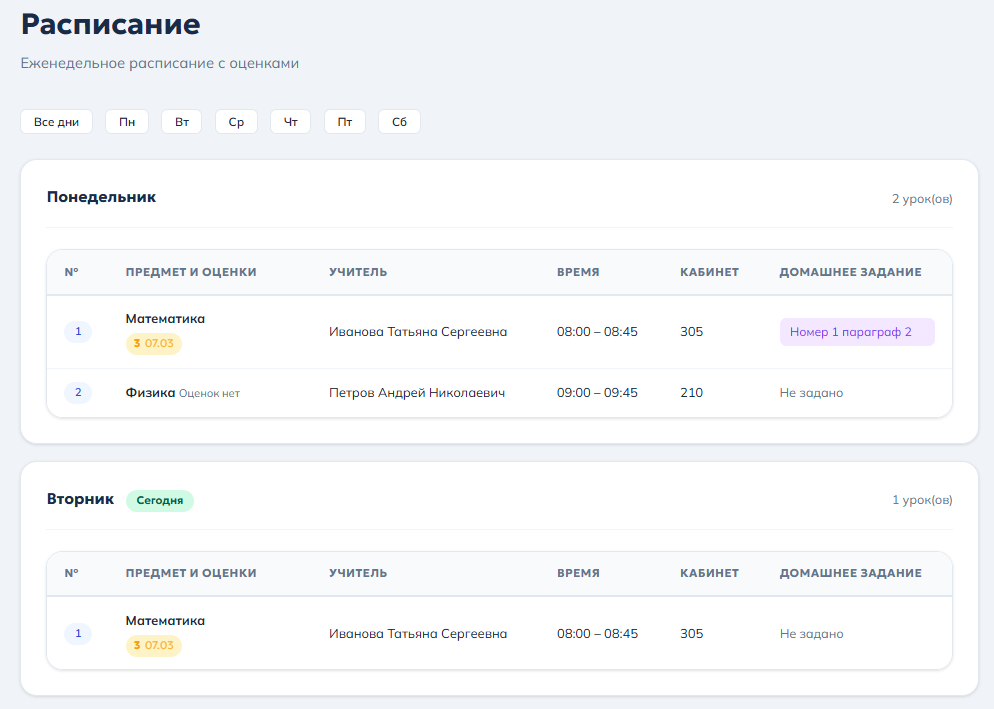 Расписание
Еженедельное расписание с оценками
Все дни Пн Вт Ср Чт Пт Сб
Понедельник 2 урок(ов)
№ ПРЕДМЕТ И ОЦЕНКИ УЧИТЕЛЬ ВРЕМЯ КАБИНЕТ ДОМАШНЕЕ ЗАДАНИЕ
1 Математика 3 07.03 Иванова Татьяна Сергеевна 08:00 – 08:45 305 Номер 1 параграф 2
2 Физика Оценок нет Петров Андрей Николаевич 09:00 – 09:45 210 Не задано
Вторник Сегодня 1 урок(ов)
№ ПРЕДМЕТ И ОЦЕНКИ УЧИТЕЛЬ ВРЕМЯ КАБИНЕТ ДОМАШНЕЕ ЗАДАНИЕ
1 Математика 3 07.03 Иванова Татьяна Сергеевна 08:00 – 08:45 305 Не задано